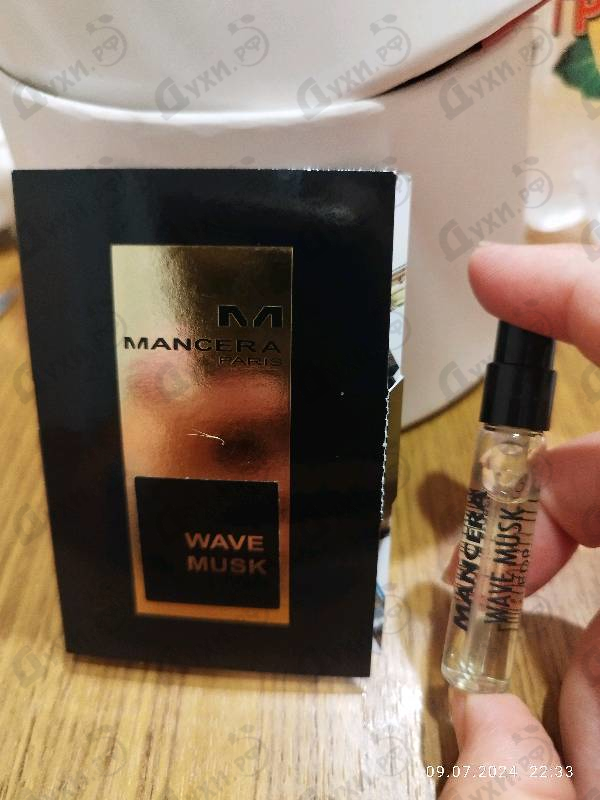 M
MANCERA
PARIS
WAVE
MUSK
MANCERA
WAVE MUSK
09.07.2024 22:33
Духи.РФ